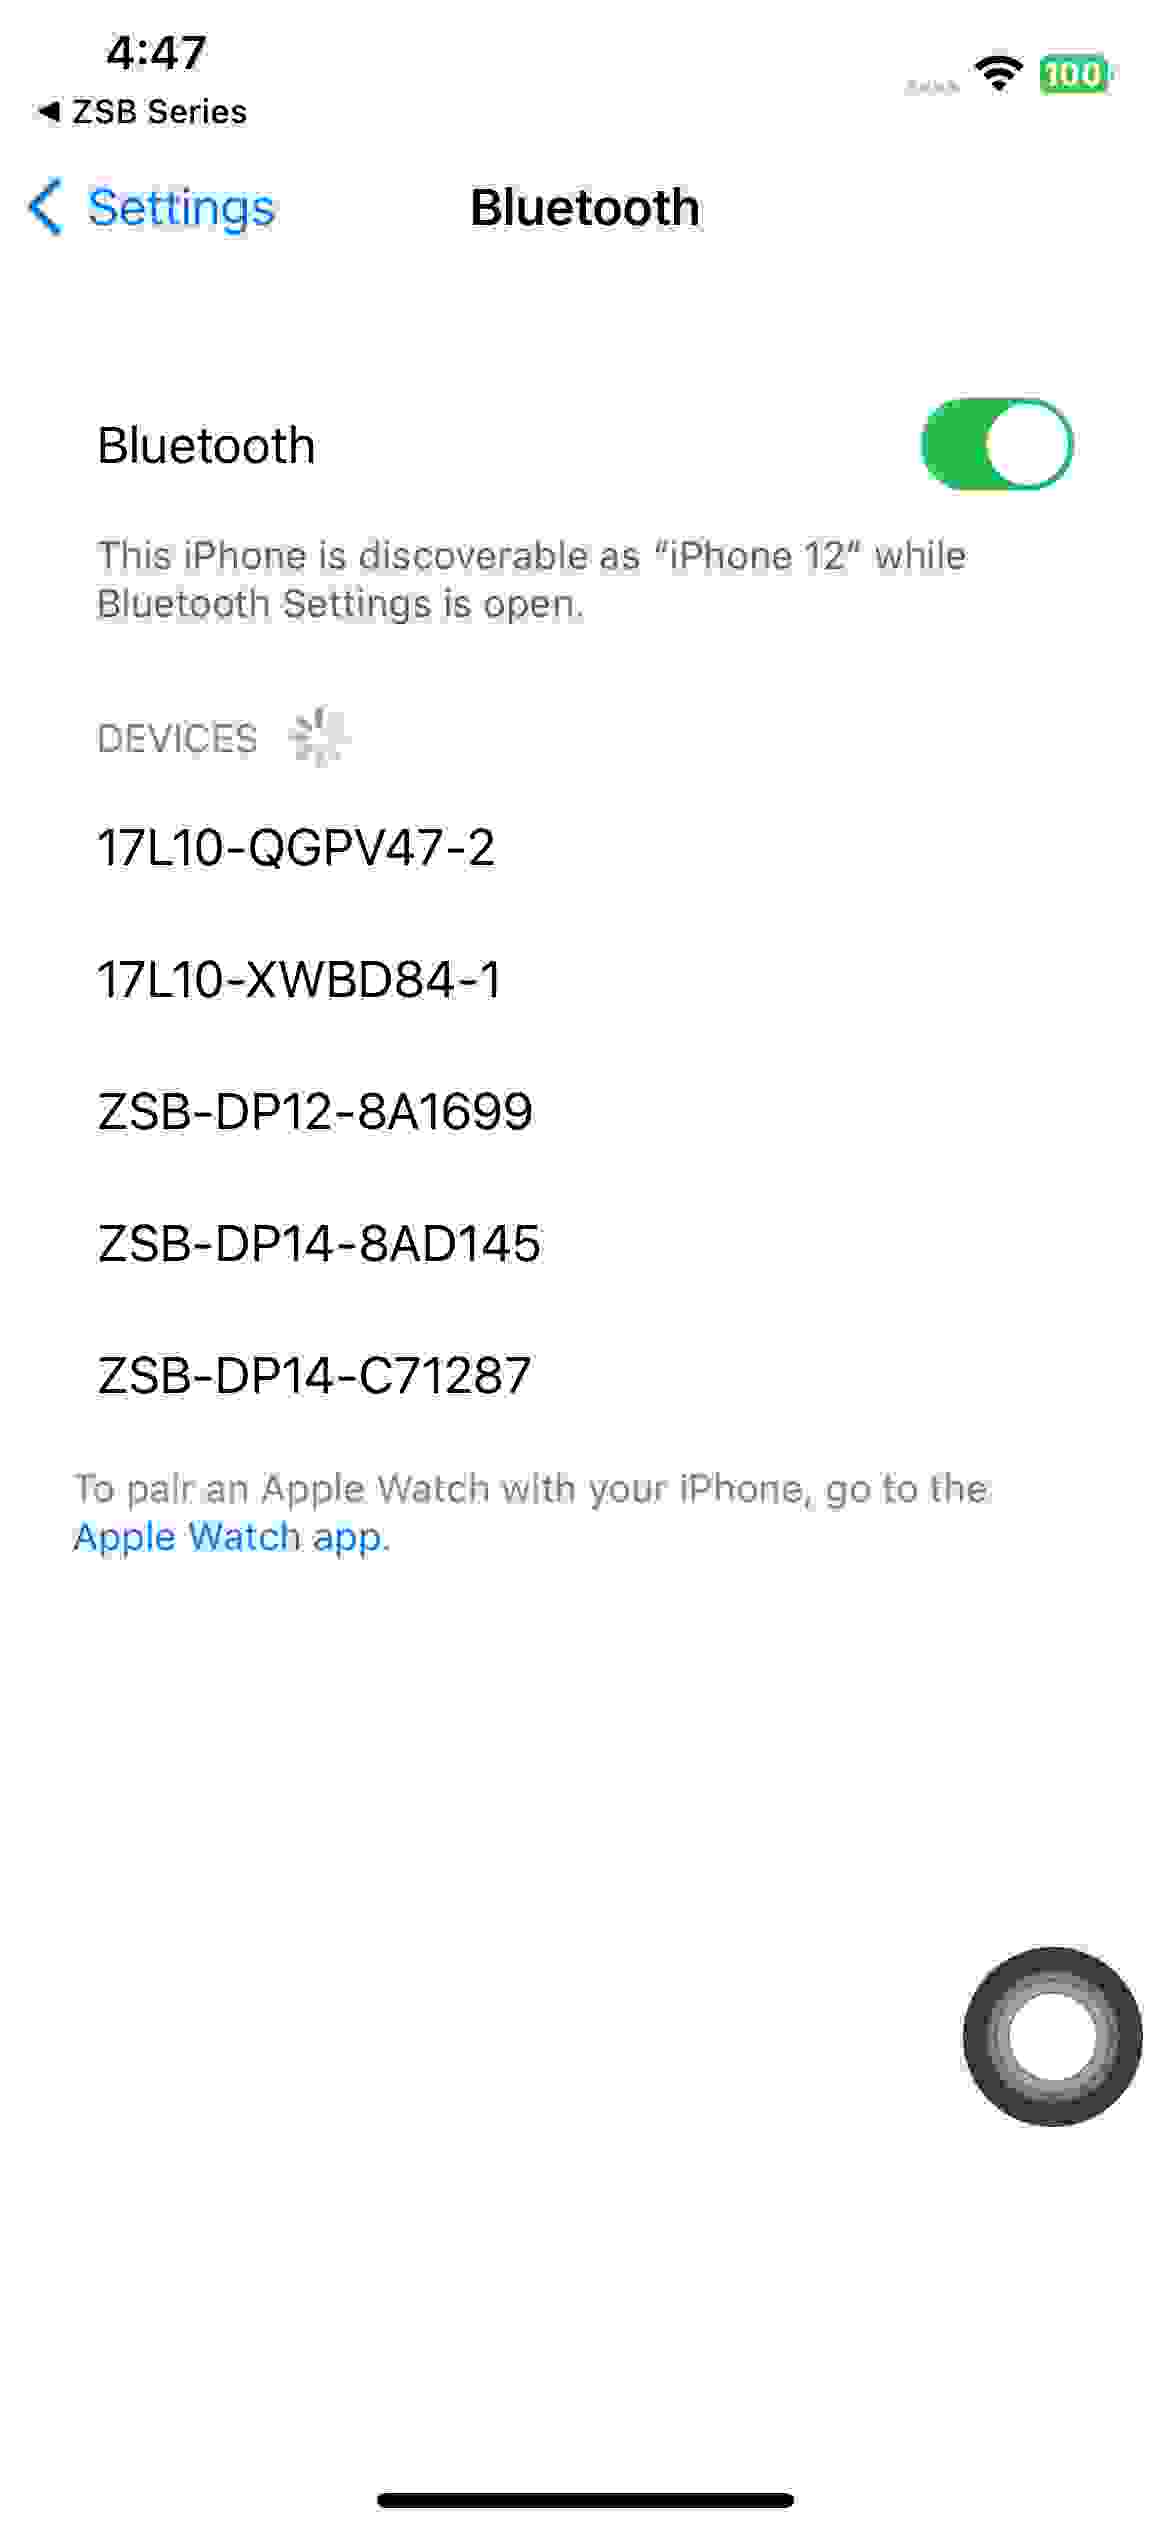 4:47
◀ ZSB Series
100
Settings
Bluetooth
Bluetooth
This iPhone is discoverable as “iPhone 12” while
Bluetooth Settings is open.
DEVICES
17L10-QGPV47-2
17L10-XWBD84-1
ZSB-DP12-8A1699
ZSB-DP14-8AD145
ZSB-DP14-C71287
To pair an Apple Watch with your iPhone, go to the
Apple Watch app.